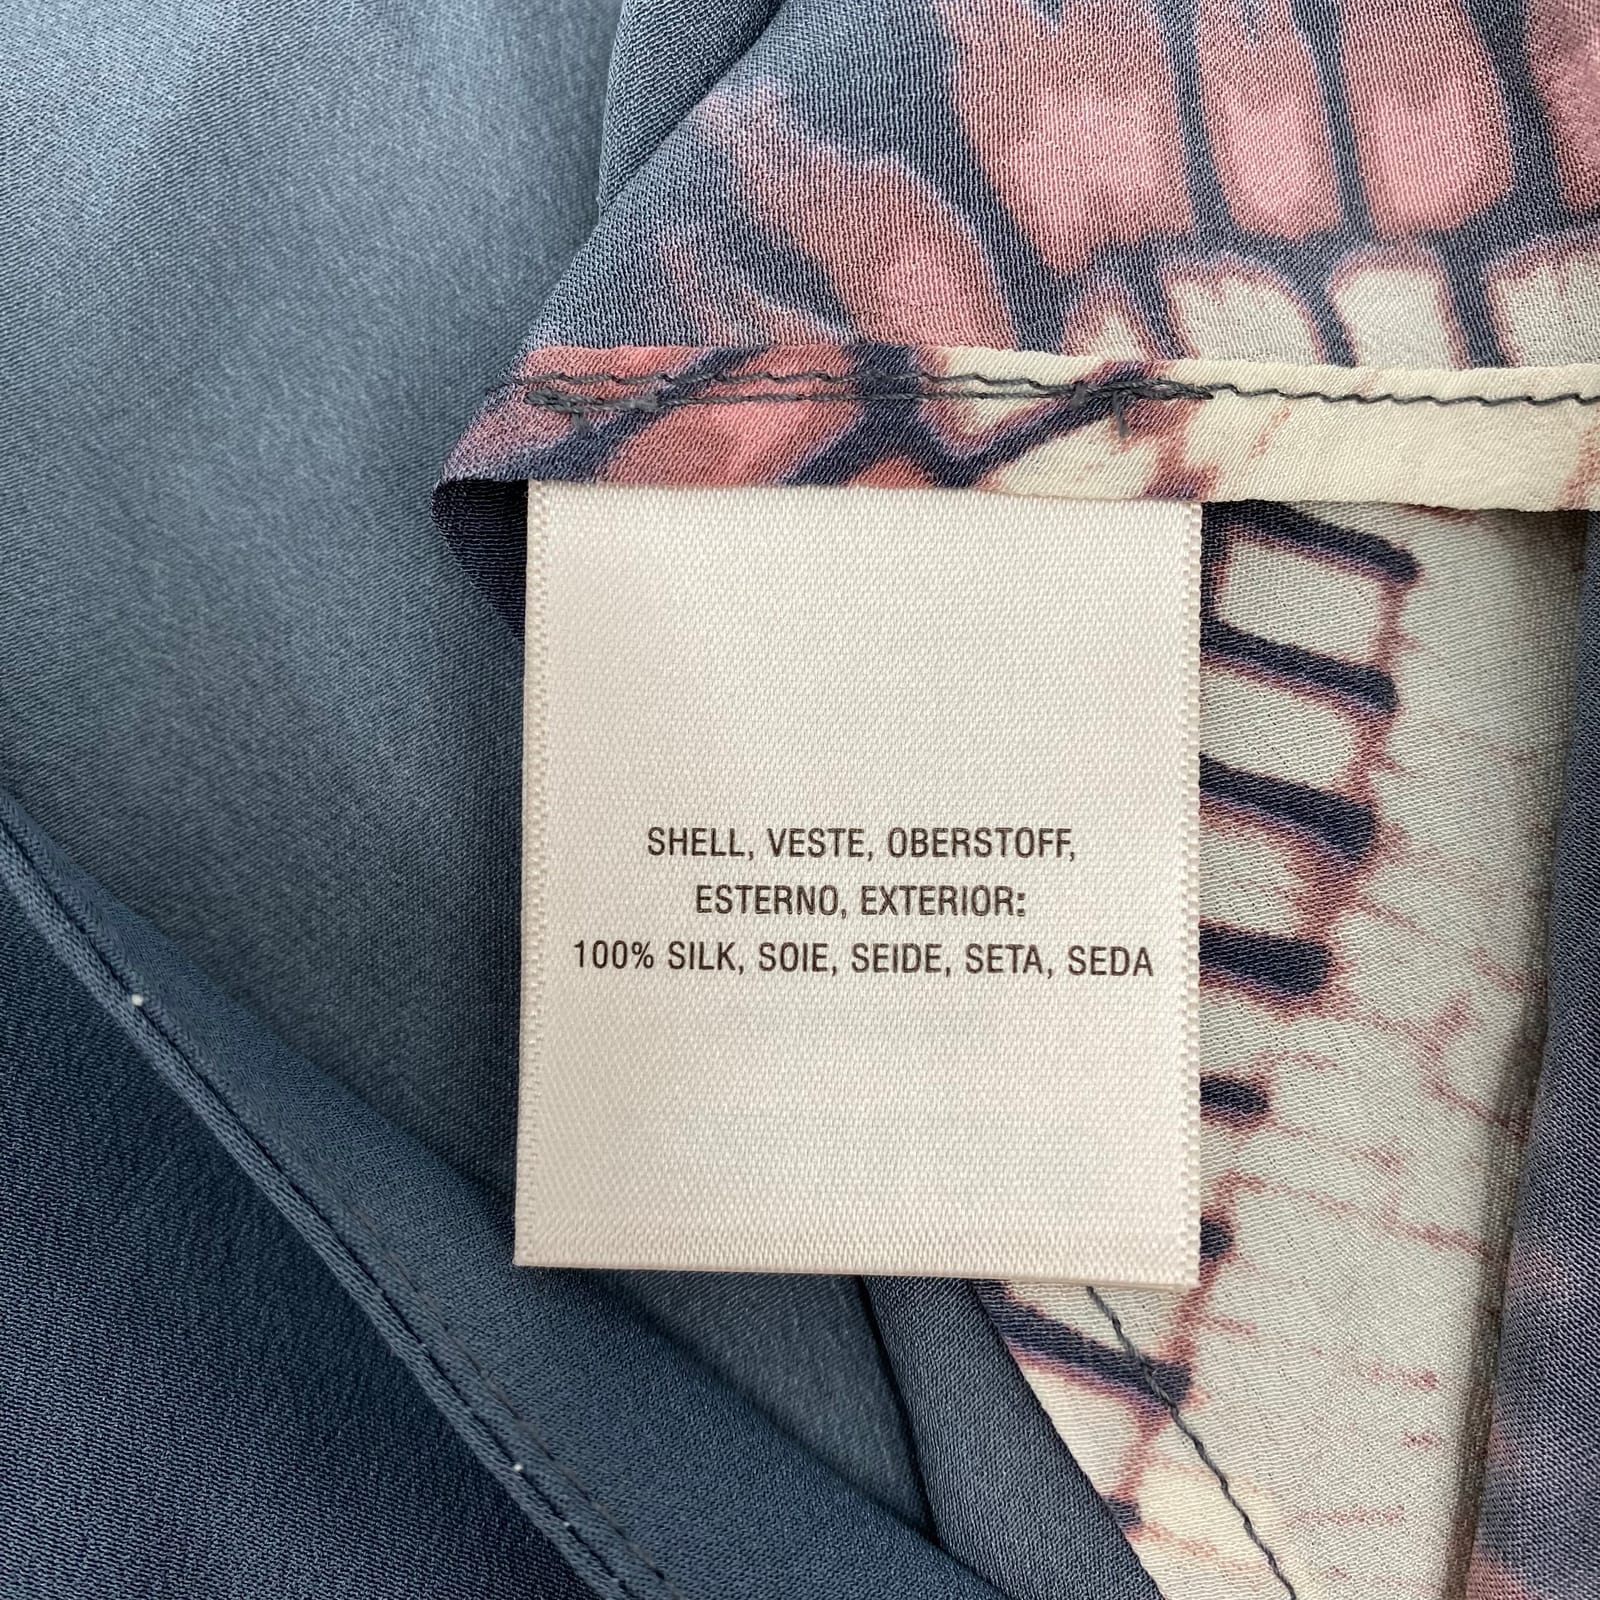 SHELL, VESTE, OBERSTOFF,
ESTERNO, EXTERIOR:
100% SILK, SOIE, SEIDE, SETA, SEDA